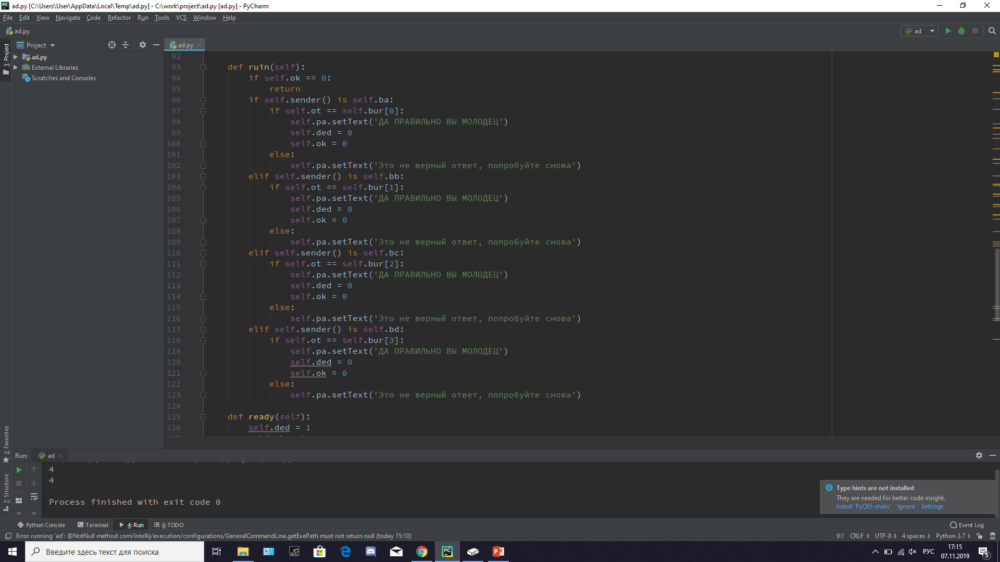 ad.py [C:\Users\User\AppData\Local\Temp\ad.py] - C:\work\project\ad.py [ad.py] - PyCharm
File Edit View Navigate Code Refactor Run Tools VCS Window Help
ad.py
ad
1: Project
Project
ad.py
ad.py
External Libraries
Scratches and Consoles
92
93 def ruin(self):
94 if self.ok == 0:
95 return
96 if self.sender() is self.ba:
97 if self.ot == self.bur[0]:
98 self.pa.setText('ДА ПРАВИЛЬНО ВЫ МОЛОДЕЦ')
99 self.ded = 0
100 self.ok = 0
101 else:
102 self.pa.setText('Это не верный ответ, попробуйте снова')
103 elif self.sender() is self.bb:
104 if self.ot == self.bur[1]:
105 self.pa.setText('ДА ПРАВИЛЬНО ВЫ МОЛОДЕЦ')
106 self.ded = 0
107 self.ok = 0
108 else:
109 self.pa.setText('Это не верный ответ, попробуйте снова')
110 elif self.sender() is self.bc:
111 if self.ot == self.bur[2]:
112 self.pa.setText('ДА ПРАВИЛЬНО ВЫ МОЛОДЕЦ')
113 self.ded = 0
114 self.ok = 0
115 else:
116 self.pa.setText('Это не верный ответ, попробуйте снова')
117 elif self.sender() is self.bd:
118 if self.ot == self.bur[3]:
119 self.pa.setText('ДА ПРАВИЛЬНО ВЫ МОЛОДЕЦ')
120 self.ded = 0
121 self.ok = 0
122 else:
123 self.pa.setText('Это не верный ответ, попробуйте снова')
124
125 def ready(self):
126 self.ded = 1
2: Favorites
7: Structure
Run: ad
4
4
Process finished with exit code 0
Type hints are not installed
They are needed for better code insight.
Install 'PyQt5-stubs' Ignore Settings
Python Console Terminal 4: Run 6: TODO
Event Log
Error running 'ad': @NotNull method com/intellij/execution/configurations/GeneralCommandLine.getExePath must not return null (today 15:10)
9:1 CRLF UTF-8 4 spaces Python 3.7
Введите здесь текст для поиска
РУС
17:15
07.11.2019
5